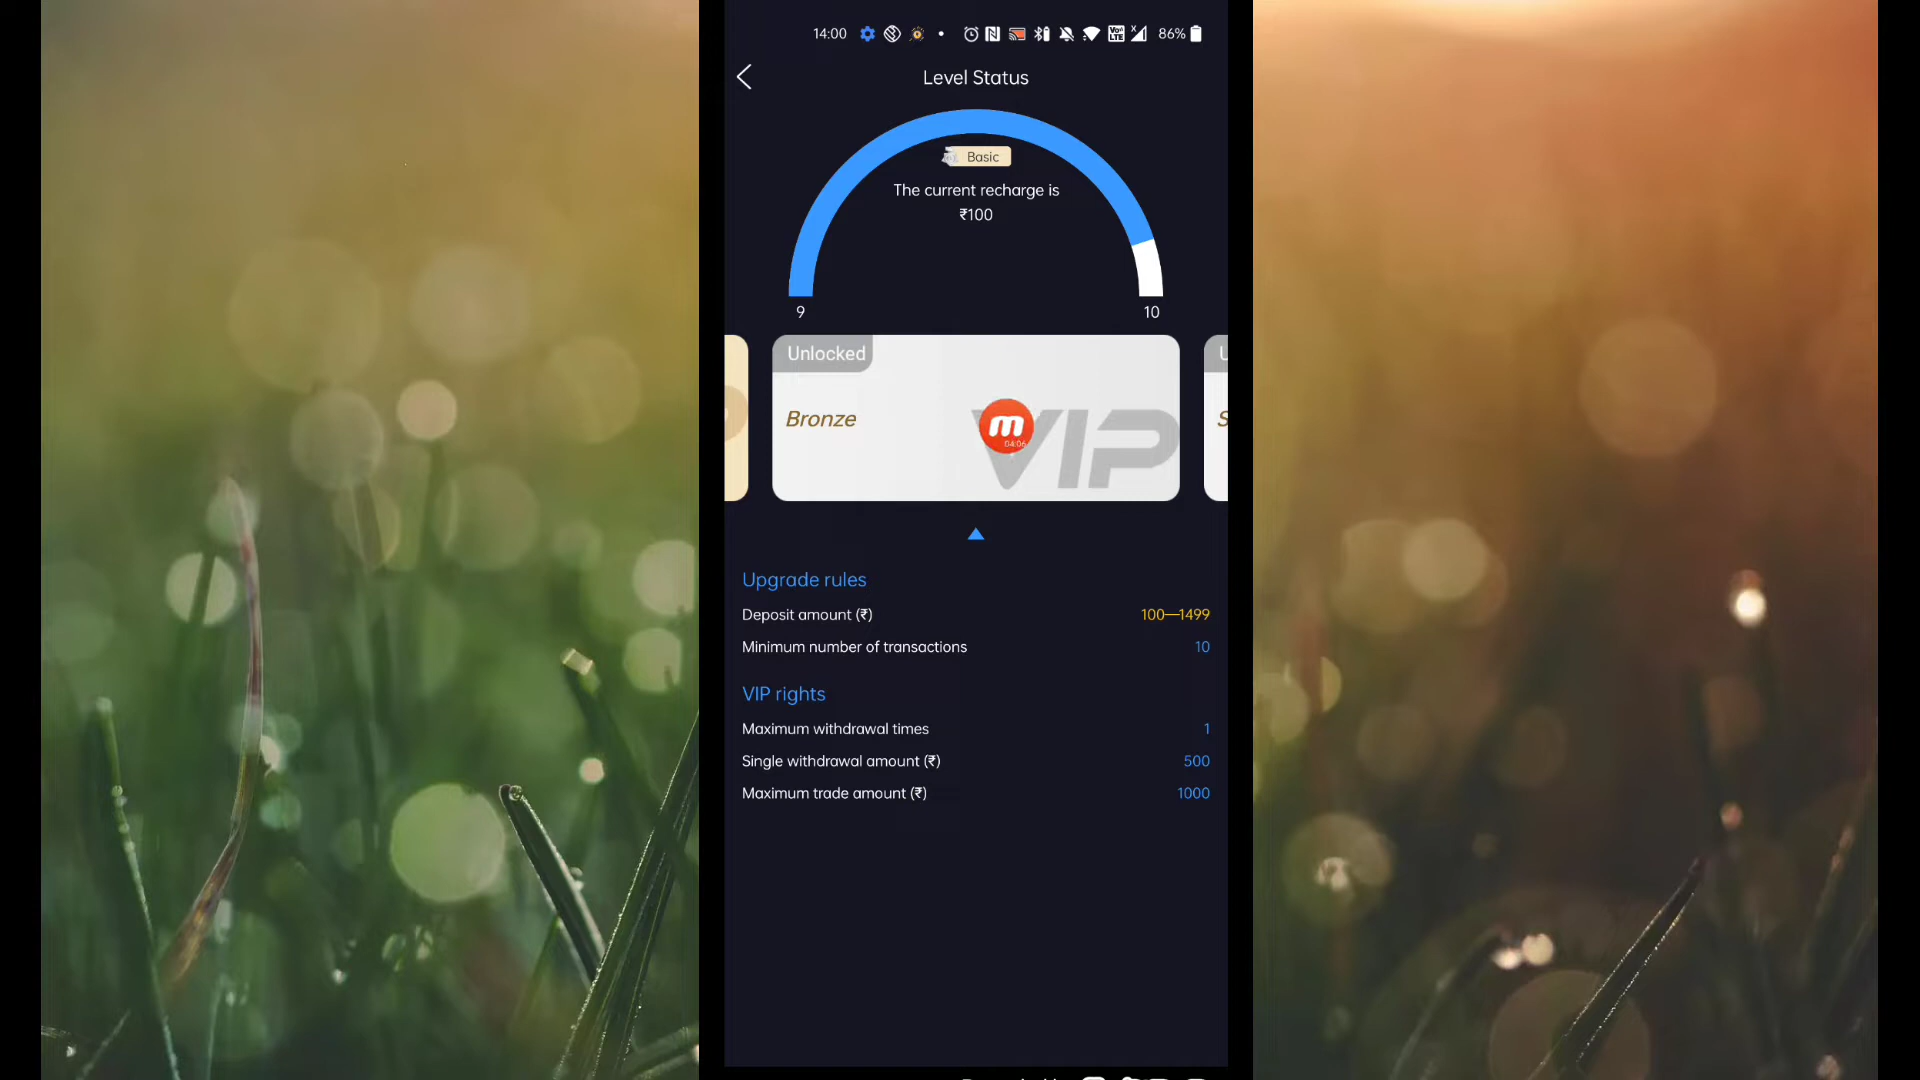 14:00
86%
Level Status
Basic
The current recharge is
₹100
9
10
Unlocked
Bronze
VIP
m
04:06
Upgrade rules
Deposit amount (₹) 100—1499
Minimum number of transactions 10
VIP rights
Maximum withdrawal times 1
Single withdrawal amount (₹) 500
Maximum trade amount (₹) 1000